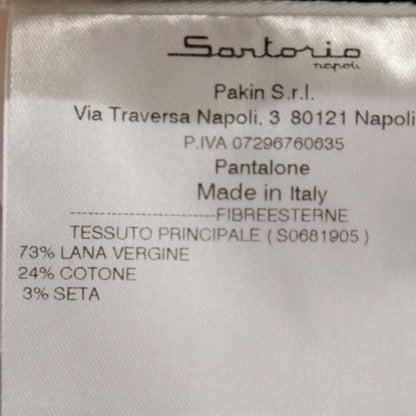 Sartorio
napoli
Pakin S.r.l.
Via Traversa Napoli, 3 80121 Napoli
P.IVA 07296760635
Pantalone
Made in Italy
-----------------------FIBREESTERNE
TESSUTO PRINCIPALE ( S0681905 )
73% LANA VERGINE
24% COTONE
3% SETA